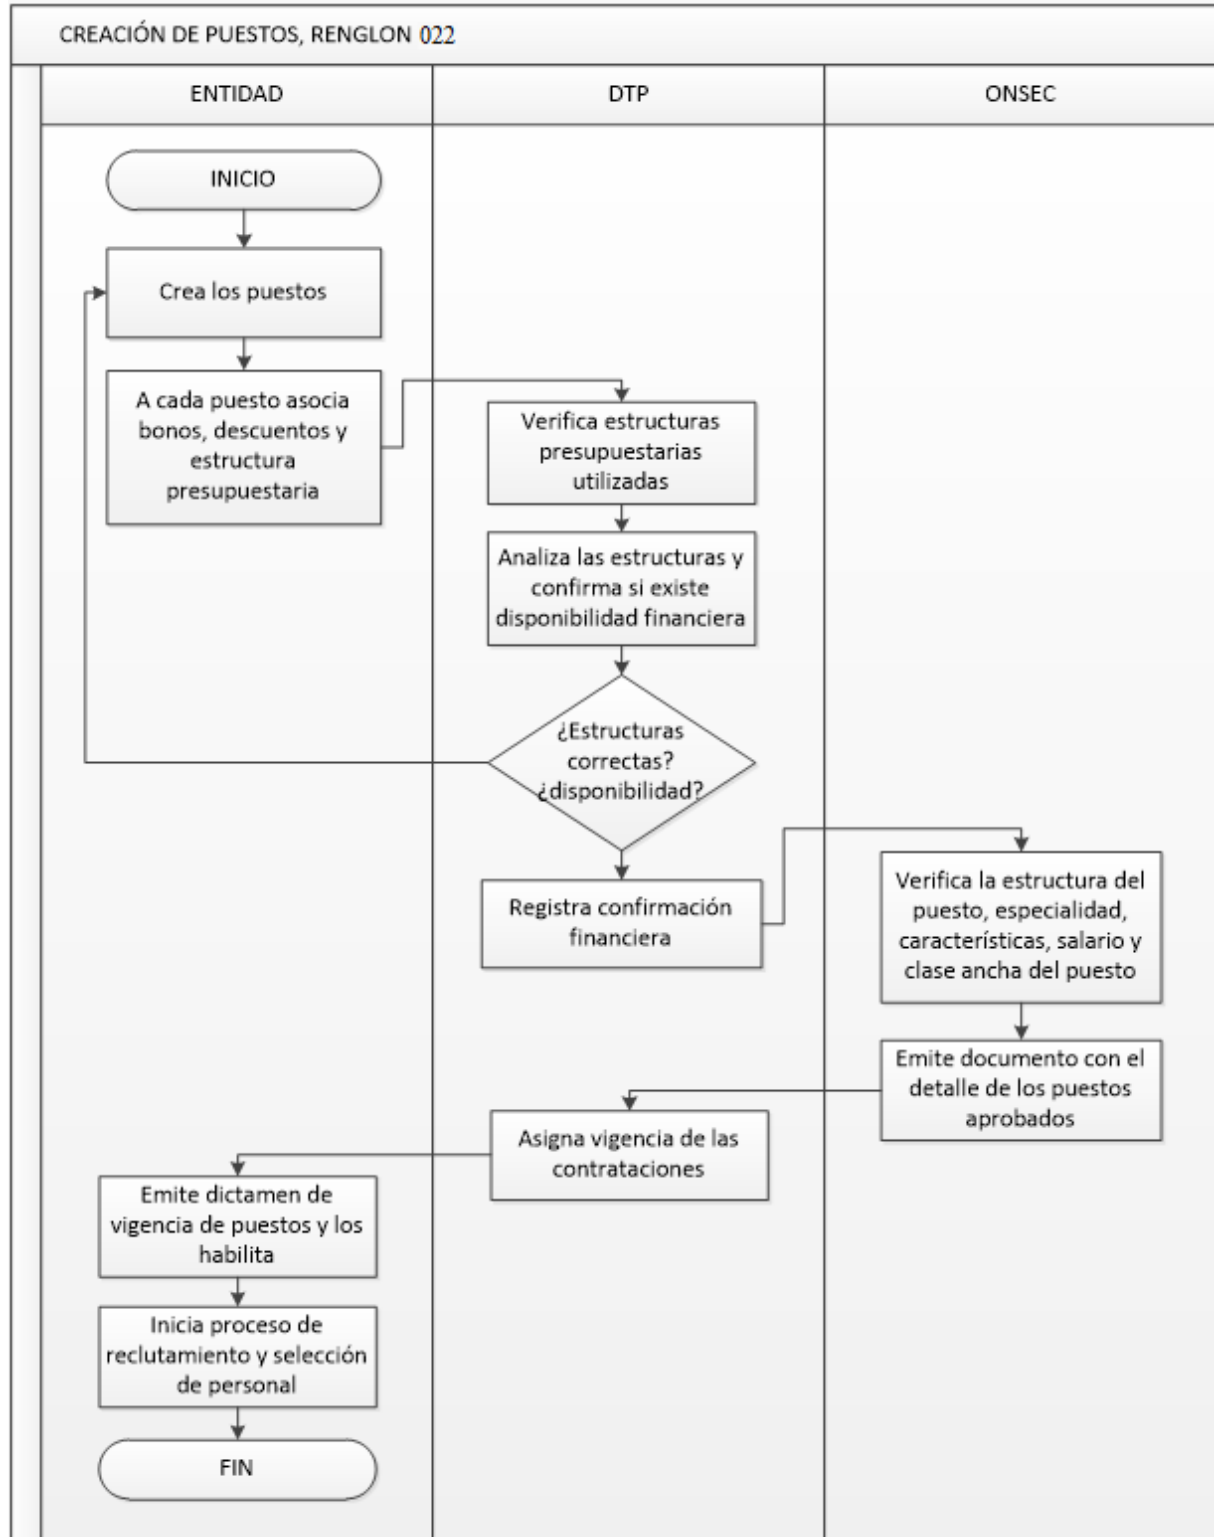 CREACIÓN DE PUESTOS, RENGLON 022
ENTIDAD
DTP
ONSEC
INICIO
Crea los puestos
A cada puesto asocia
bonos, descuentos y
estructura
presupuestaria
Verifica estructuras
presupuestarias
utilizadas
Analiza las estructuras y
confirma si existe
disponibilidad financiera
¿Estructuras
correctas?
¿disponibilidad?
Registra confirmación
financiera
Verifica la estructura del
puesto, especialidad,
características, salario y
clase ancha del puesto
Emite documento con el
detalle de los puestos
aprobados
Asigna vigencia de las
contrataciones
Emite dictamen de
vigencia de puestos y los
habilita
Inicia proceso de
reclutamiento y selección
de personal
FIN